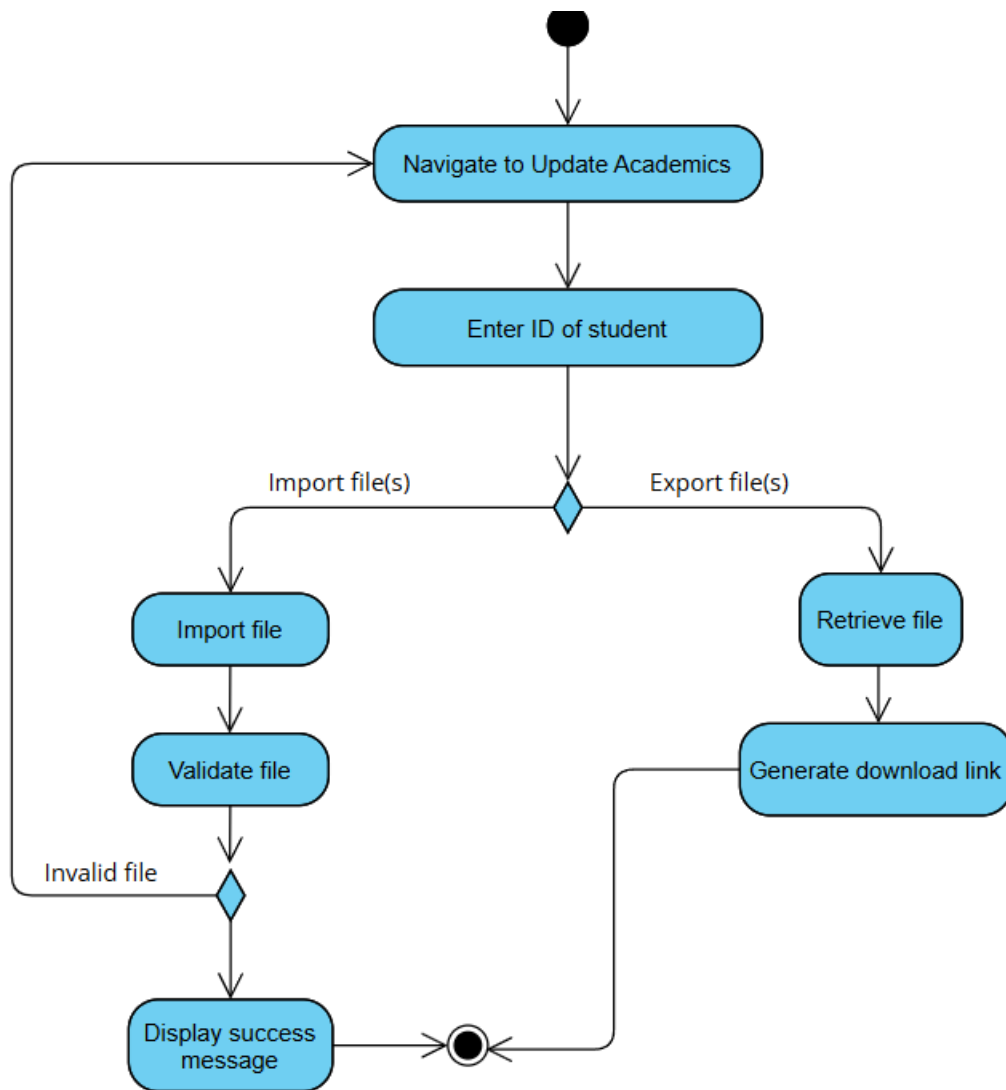 Navigate to Update Academics
Enter ID of student
Import file(s)
Export file(s)
Import file
Retrieve file
Validate file
Generate download link
Invalid file
Display success
message